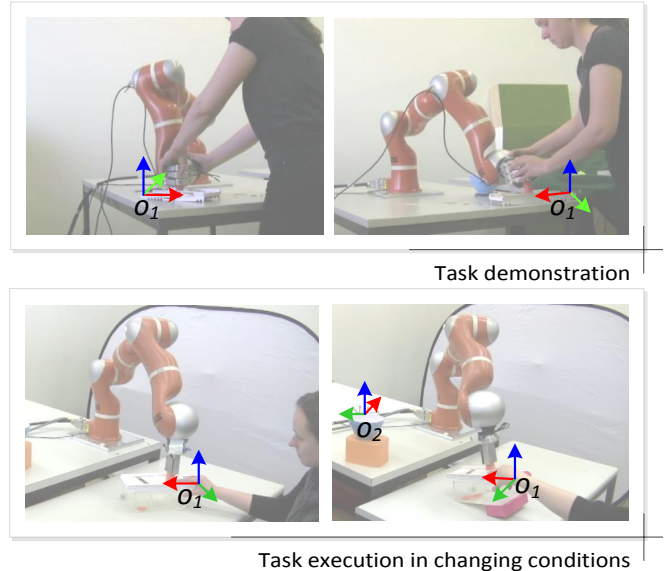 O1
O1
Task demonstration
O1
O2
O1
Task execution in changing conditions